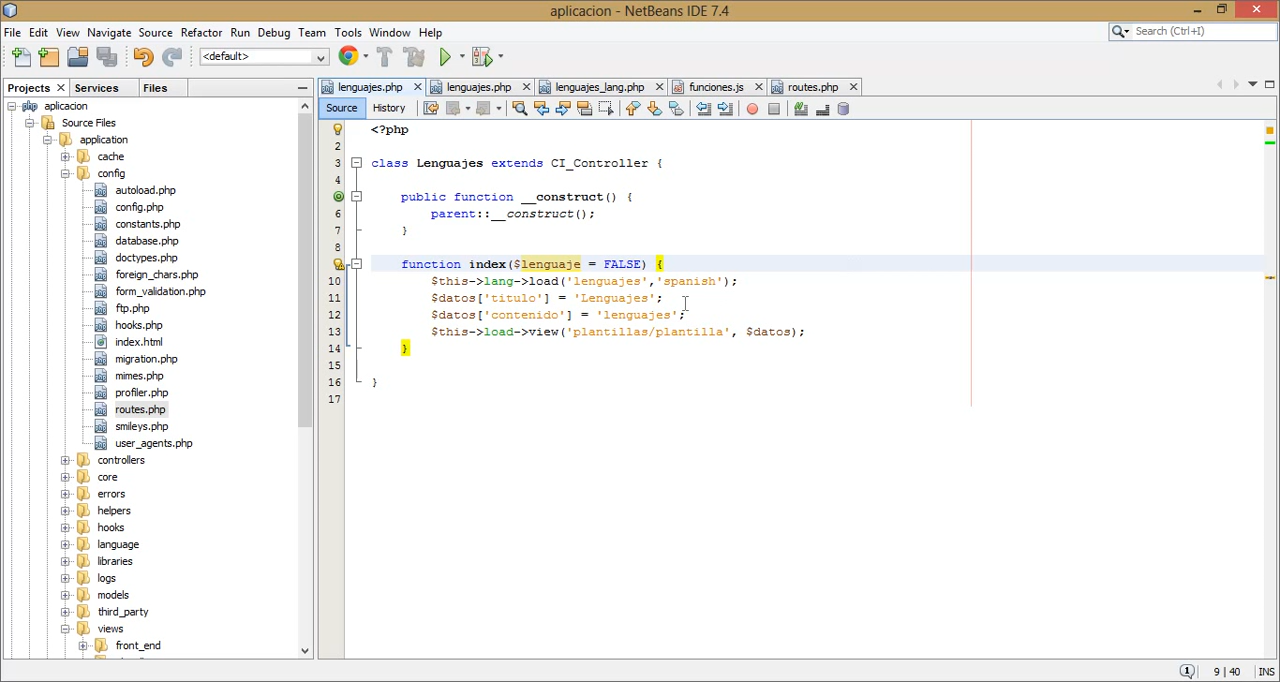 aplicacion - NetBeans IDE 7.4
File Edit View Navigate Source Refactor Run Debug Team Tools Window Help
Search (Ctrl+I)
<default>
Projects Services Files
lenguajes.php lenguajes.php lenguajes_lang.php funciones.js routes.php
Source History
aplicacion
Source Files
application
cache
config
autoload.php
config.php
constants.php
database.php
doctypes.php
foreign_chars.php
form_validation.php
ftp.php
hooks.php
index.html
migration.php
mimes.php
profiler.php
routes.php
smileys.php
user_agents.php
controllers
core
errors
helpers
hooks
language
libraries
logs
models
third_party
views
front_end
<?php
2
3 class Lenguajes extends CI_Controller {
4
public function __construct() {
6 parent::__construct();
7 }
8
function index($lenguaje = FALSE) {
10 $this->lang->load('lenguajes','spanish');
11 $datos['titulo'] = 'Lenguajes';
12 $datos['contenido'] = 'lenguajes';
13 $this->load->view('plantillas/plantilla', $datos);
14 }
15
16 }
17
1 9 | 40 INS